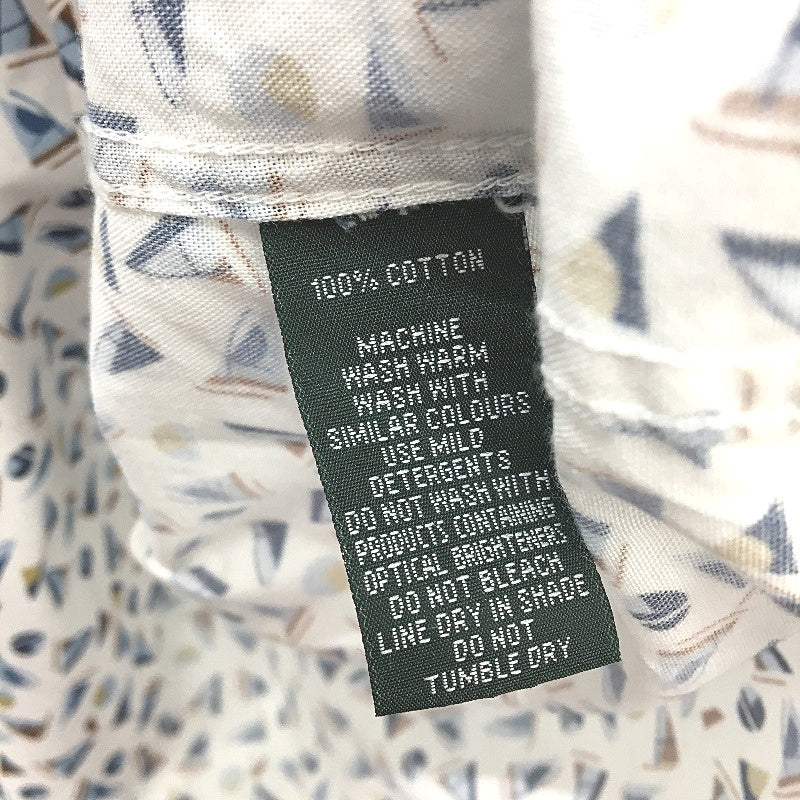 100% COTTON
MACHINE
WASH WARM
WASH WITH
SIMILAR COLOURS
USE MILD
DETERGENTS
DO NOT WASH WITH
PRODUCTS CONTAINING
OPTICAL BRIGHTENERS
DO NOT BLEACH
LINE DRY IN SHADE
DO NOT
TUMBLE DRY